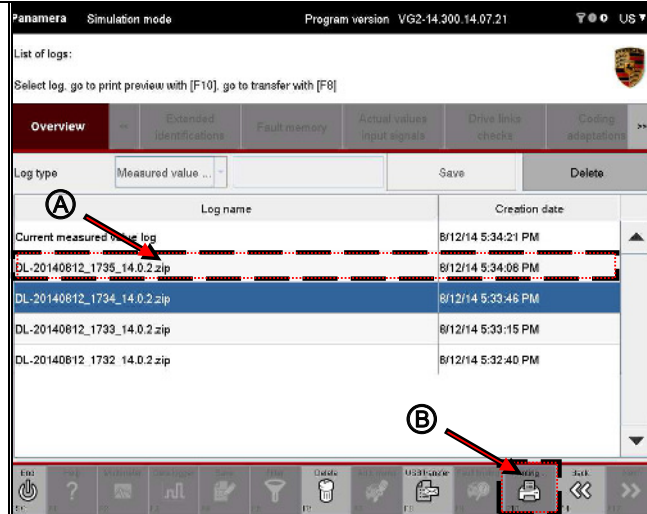 Panamera Simulation mode Program version VG2-14.300.14.07.21 US
List of logs:
Select log, go to print preview with [F10], go to transfer with [F8]
Overview Extended identifications Fault memory Actual values input signals Drive links checks Coding adaptations
Log type Measured value ... Save Delete
Log name Creation date
A
Current measured value log 8/12/14 5:34:21 PM
DL-20140812_1735_14.0.2.zip 8/12/14 5:34:08 PM
DL-20140812_1734_14.0.2.zip 8/12/14 5:33:46 PM
DL-20140812_1733_14.0.2.zip 8/12/14 5:33:15 PM
DL-20140812_1732_14.0.2.zip 8/12/14 5:32:40 PM
B
End Help Delete USB transfer Back